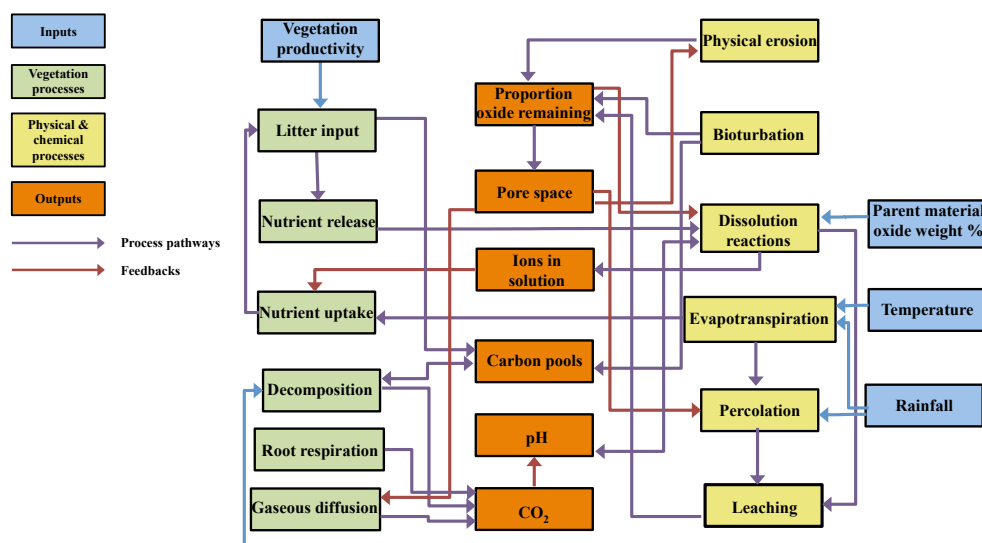 Inputs
Vegetation
processes
Physical &
chemical
processes
Outputs
Process pathways
Feedbacks
Vegetation
productivity
Litter input
Nutrient release
Nutrient uptake
Decomposition
Root respiration
Gaseous diffusion
Proportion
oxide remaining
Pore space
Ions in
solution
Carbon pools
pH
CO₂
Physical erosion
Bioturbation
Dissolution
reactions
Evapotranspiration
Percolation
Leaching
Parent material
oxide weight %
Temperature
Rainfall